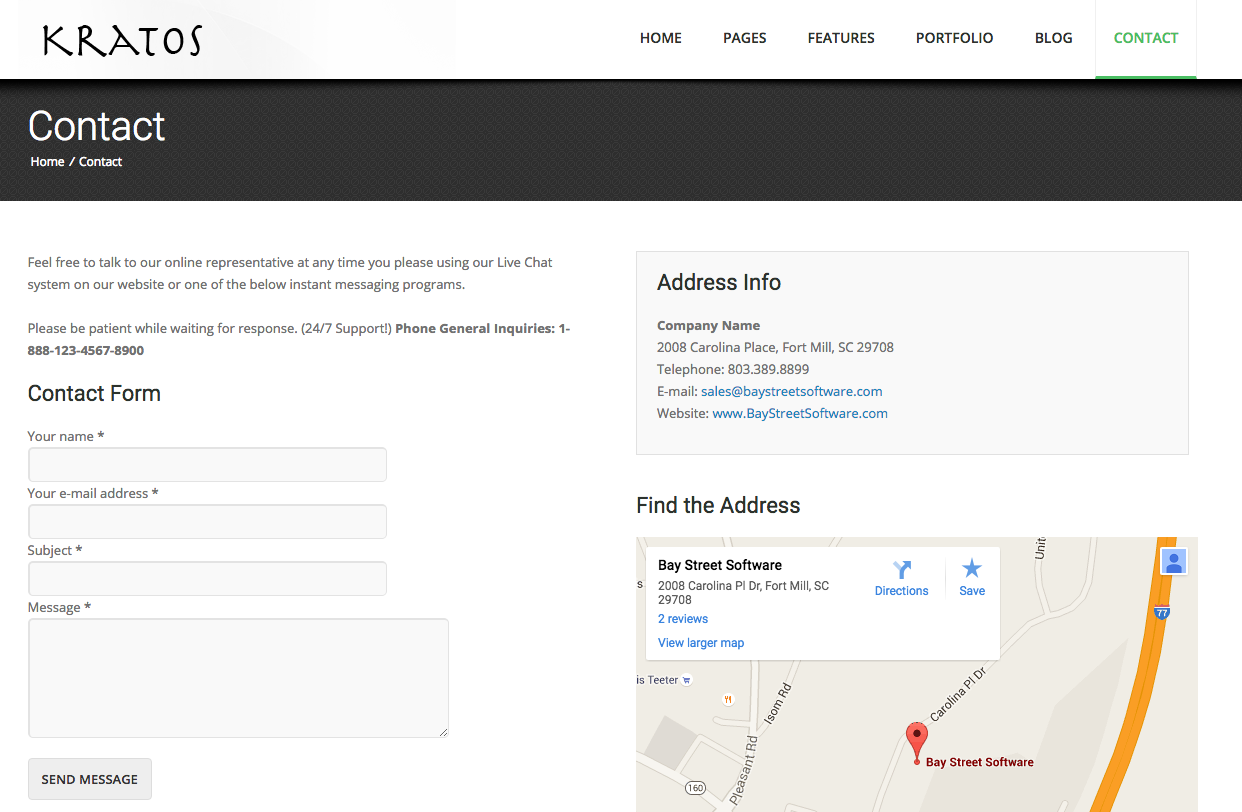 KRATOS
HOME
PAGES
FEATURES
PORTFOLIO
BLOG
CONTACT
Contact
Home / Contact
Feel free to talk to our online representative at any time you please using our Live Chat
system on our website or one of the below instant messaging programs.
Please be patient while waiting for response. (24/7 Support!) Phone General Inquiries: 1-
888-123-4567-8900
Contact Form
Your name *
Your e-mail address *
Subject *
Message *
SEND MESSAGE
Address Info
Company Name
2008 Carolina Place, Fort Mill, SC 29708
Telephone: 803.389.8899
E-mail: sales@baystreetsoftware.com
Website: www.BayStreetSoftware.com
Find the Address
Bay Street Software
2008 Carolina Pl Dr, Fort Mill, SC
29708
2 reviews
View larger map
Directions
Save
Unit
s
77
is Teeter
Isom Rd
Carolina Pl Dr
Pleasant Rd
Bay Street Software
160